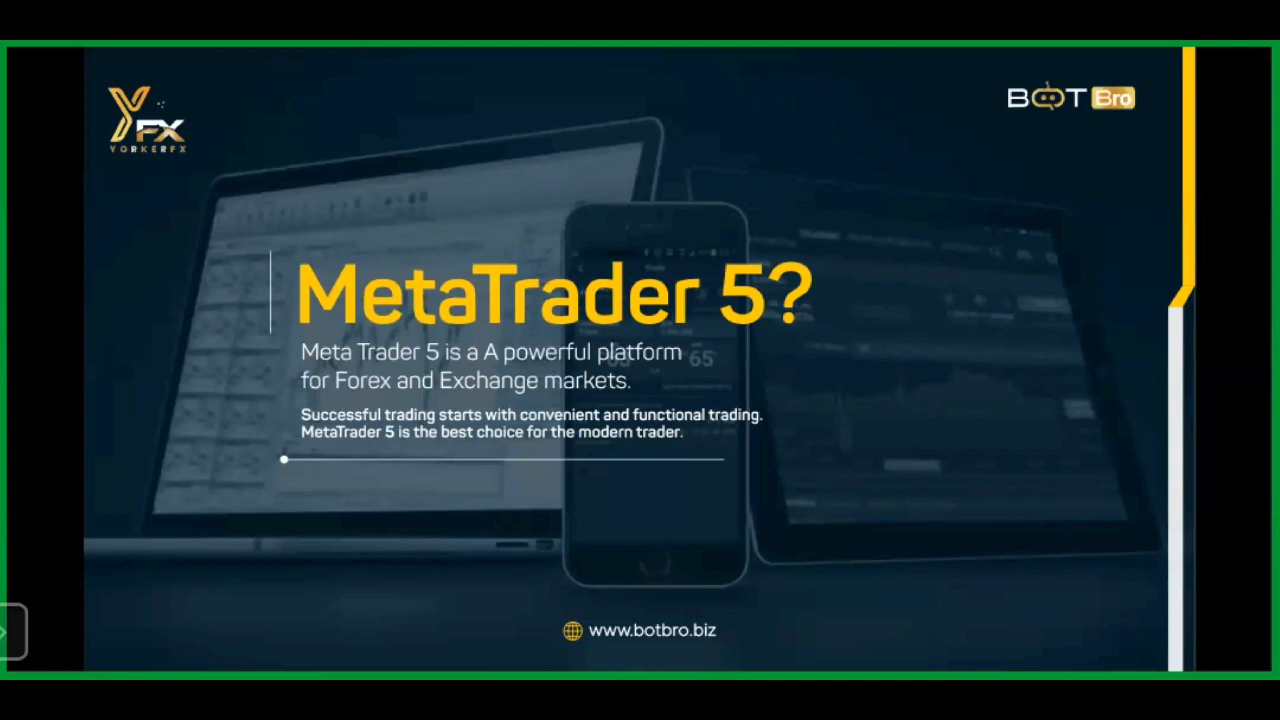 YFX
YORKERFX
BOT Bro
MetaTrader 5?
Meta Trader 5 is a A powerful platform
for Forex and Exchange markets.
Successful trading starts with convenient and functional trading.
MetaTrader 5 is the best choice for the modern trader.
65
www.botbro.biz